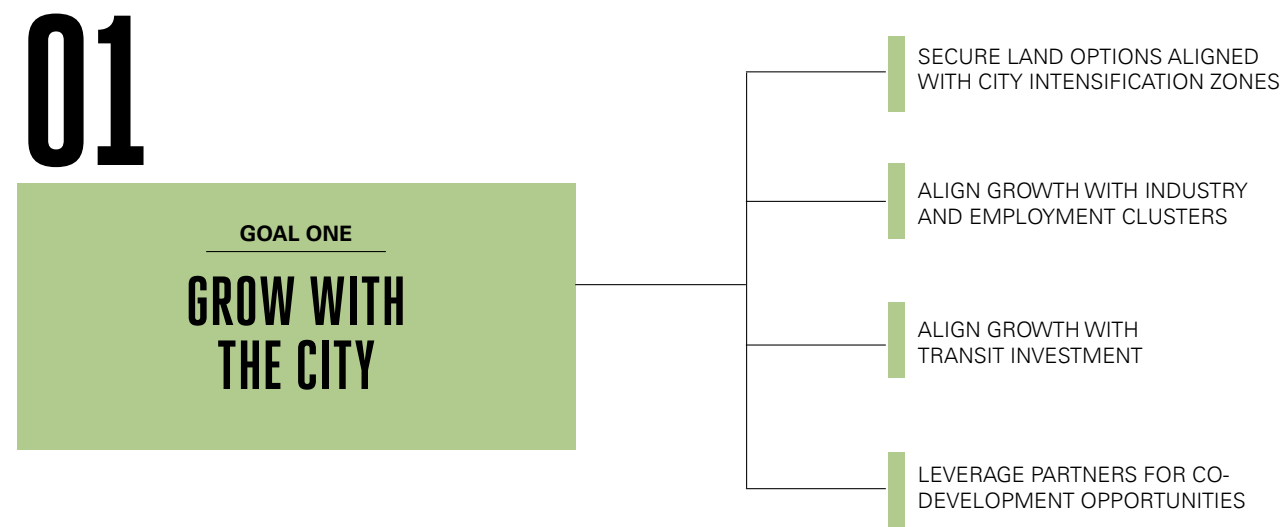 01
GOAL ONE
GROW WITH
THE CITY
SECURE LAND OPTIONS ALIGNED
WITH CITY INTENSIFICATION ZONES
ALIGN GROWTH WITH INDUSTRY
AND EMPLOYMENT CLUSTERS
ALIGN GROWTH WITH
TRANSIT INVESTMENT
LEVERAGE PARTNERS FOR CO-
DEVELOPMENT OPPORTUNITIES